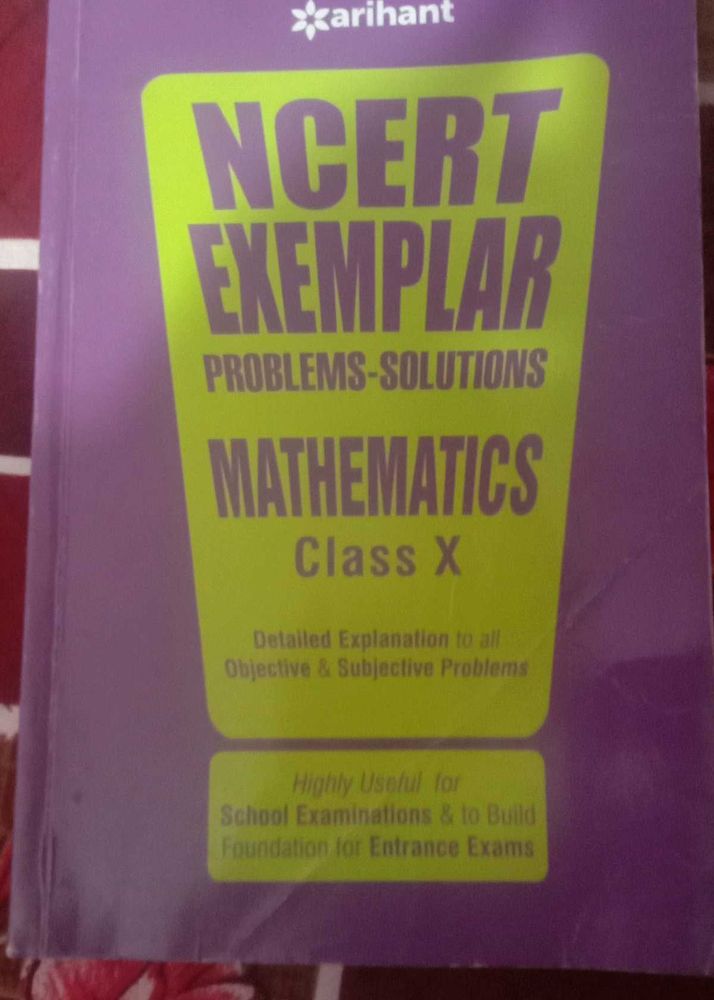 arihant
NCERT
EXEMPLAR
PROBLEMS-SOLUTIONS
MATHEMATICS
Class X
Detailed Explanation to all
Objective & Subjective Problems
Highly Useful for
School Examinations & to Build
Foundation for Entrance Exams